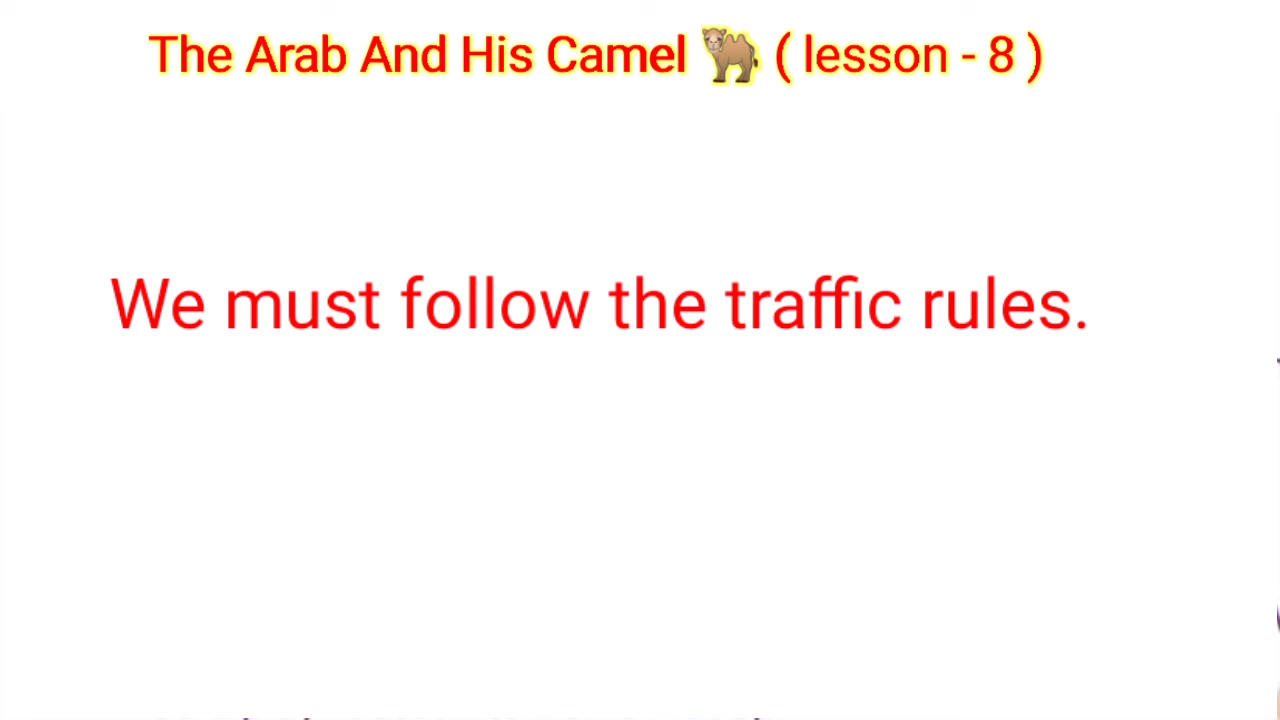 The Arab And His Camel 🐫 ( lesson - 8 )
We must follow the traffic rules.